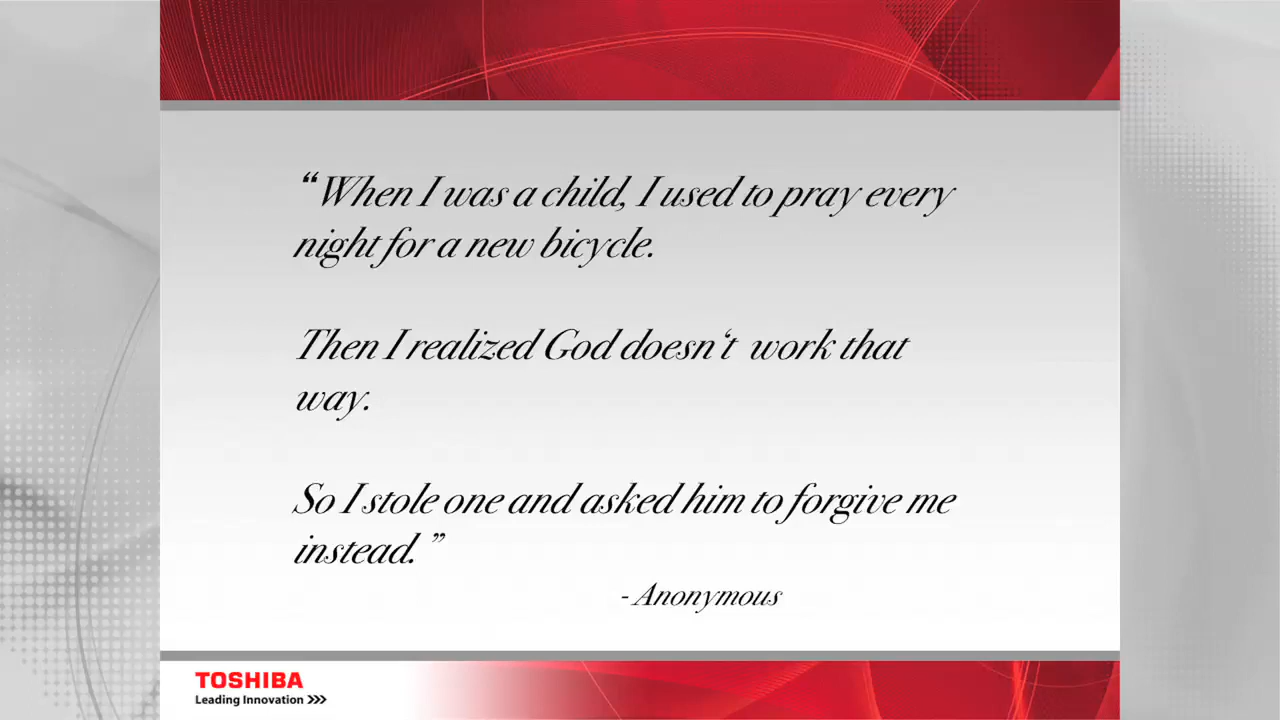 “When I was a child, I used to pray every
night for a new bicycle.
Then I realized God doesn‘t work that
way.
So I stole one and asked him to forgive me
instead.”
- Anonymous
TOSHIBA
Leading Innovation >>>